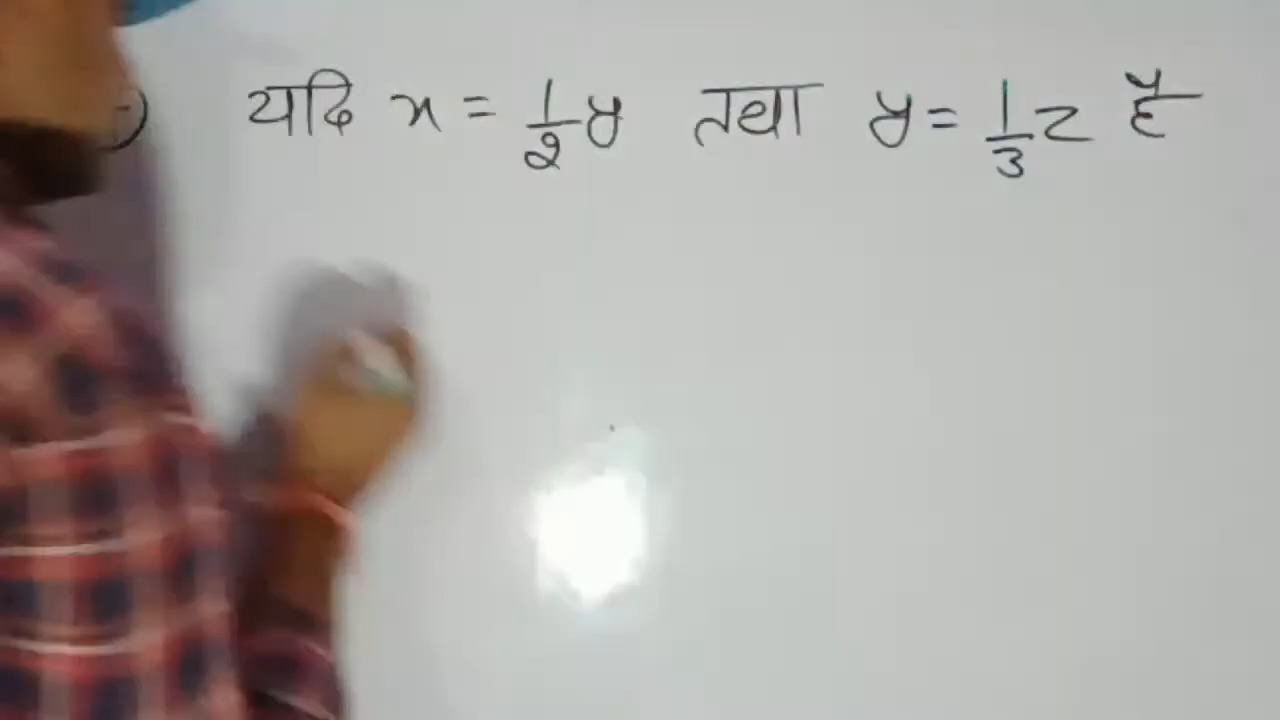 यदि x = 1/2 y तथा y = 1/3 z है